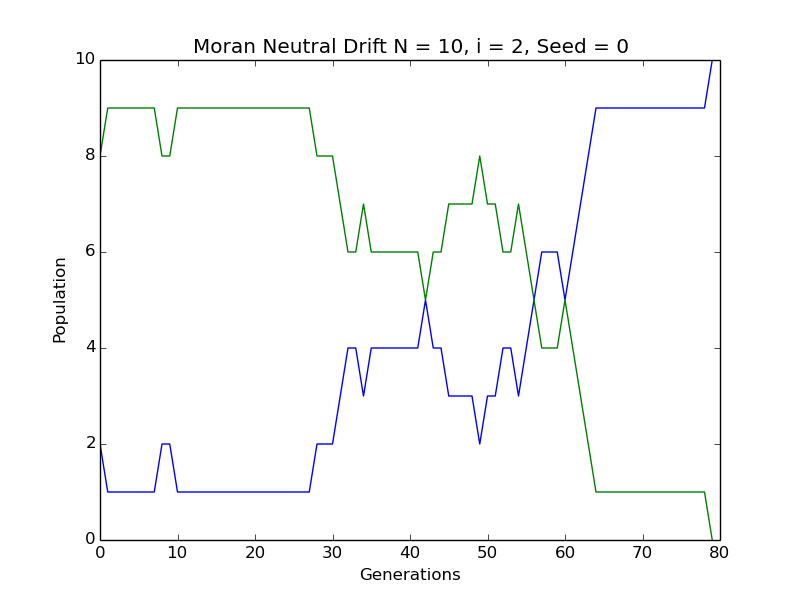 Moran Neutral Drift N = 10, i = 2, Seed = 0
10
8
6
4
2
0
Population
0 10 20 30 40 50 60 70 80
Generations